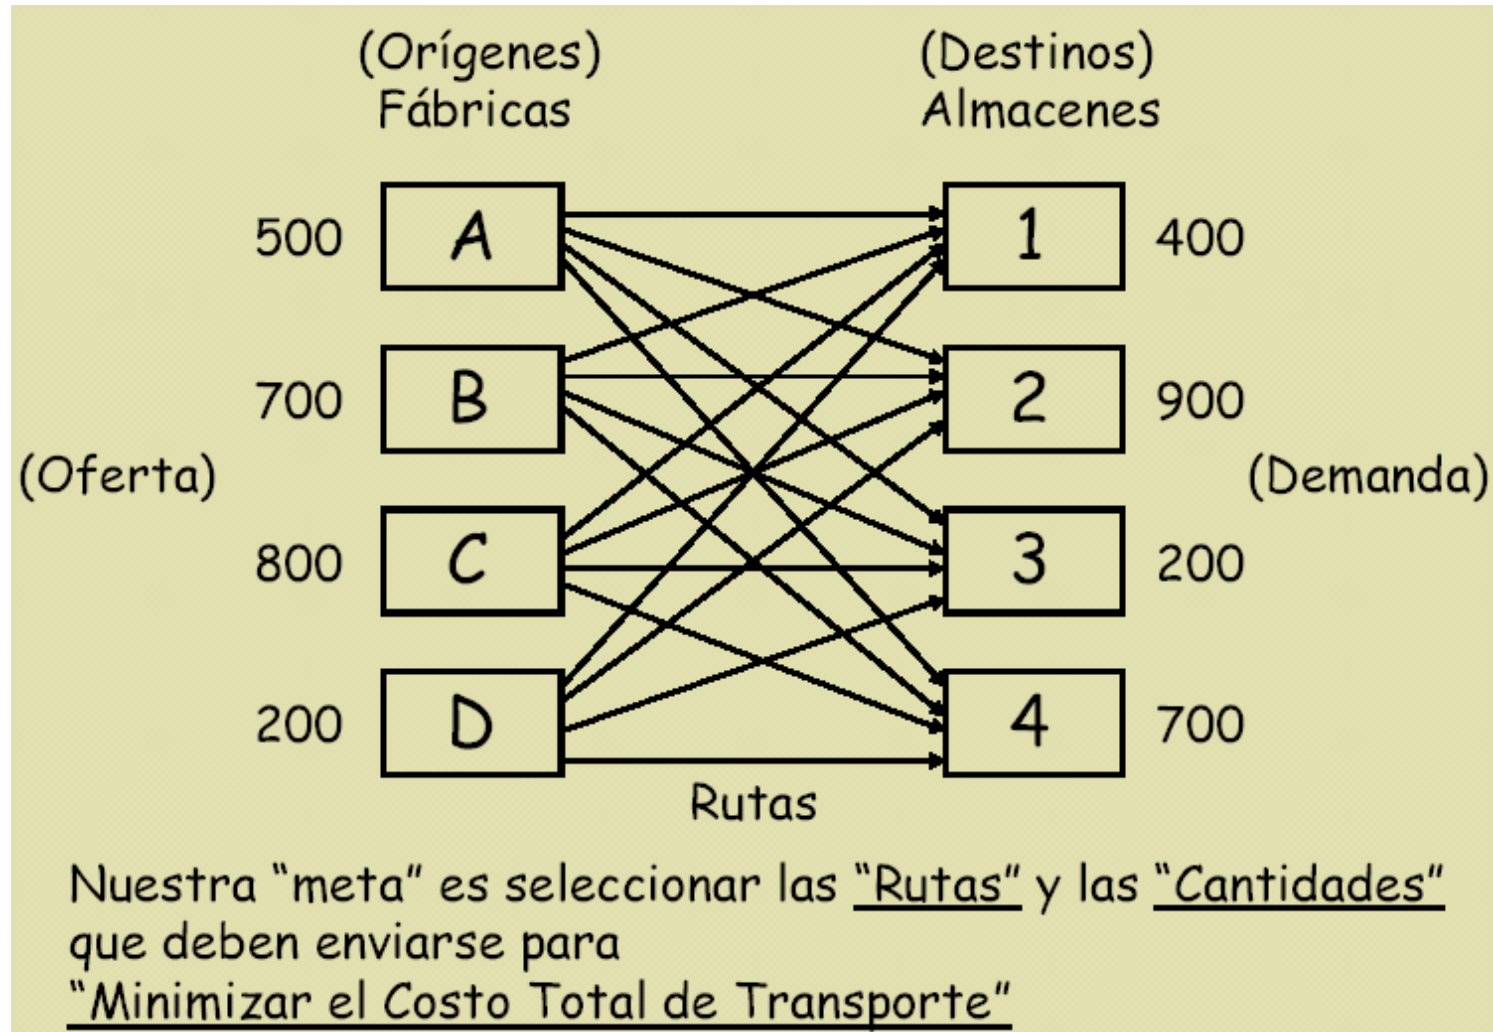 (Orígenes)
Fábricas
(Destinos)
Almacenes
500 A 1 400
700 B 2 900
(Oferta) (Demanda)
800 C 3 200
200 D 4 700
Rutas
Nuestra “meta” es seleccionar las “Rutas” y las “Cantidades”
que deben enviarse para
“Minimizar el Costo Total de Transporte”